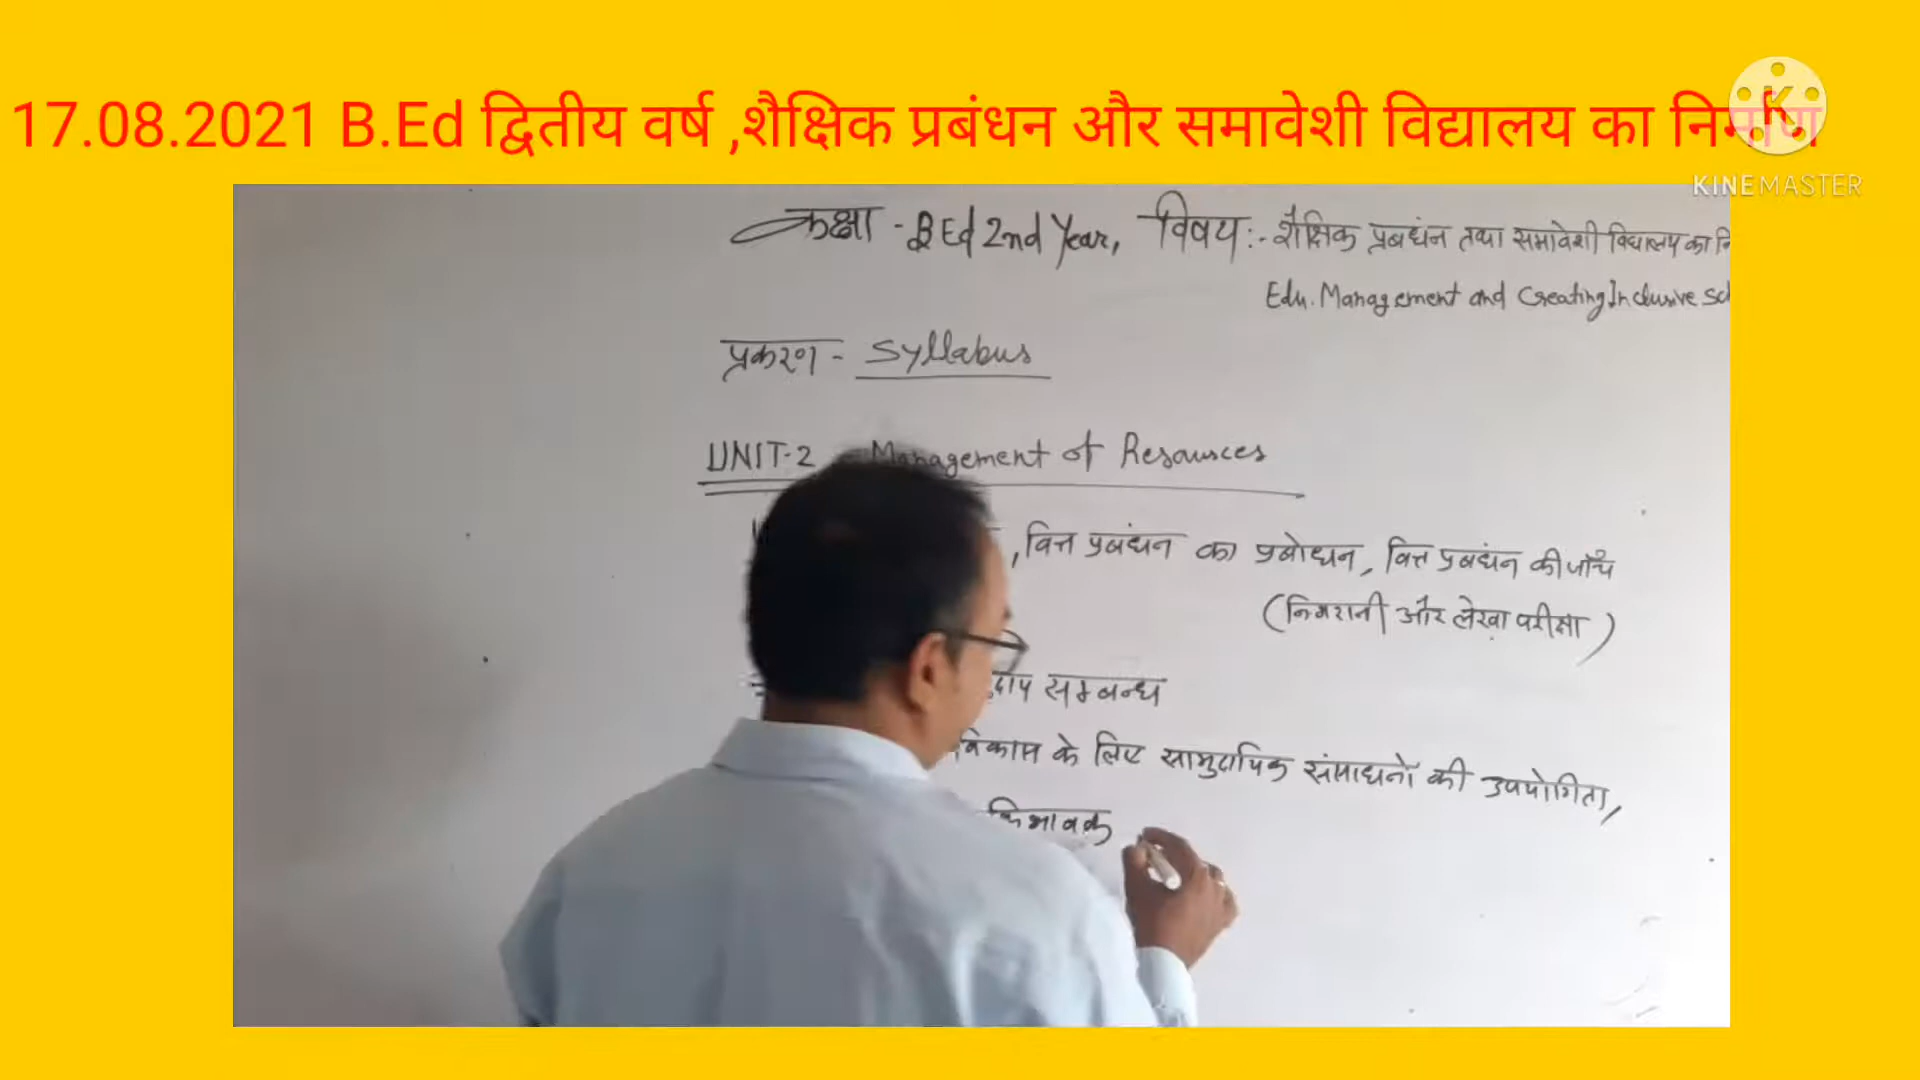 17.08.2021 B.Ed द्वितीय वर्ष ,शैक्षिक प्रबंधन और समावेशी विद्यालय का निर्माण
KINEMASTER
कक्षा - B Ed 2nd Year, विषय:- शैक्षिक प्रबंधन तथा समावेशी विद्यालय का नि
Edu. Management and Creating Inclusive Sch
प्रकरण - Syllabus
UNIT-2 Management of Resources
, वित्त प्रबंधन का प्रबोधन, वित्त प्रबंधन की जाँच
(निगरानी और लेखा परीक्षा)
सम्बन्ध
विकास के लिए सामुदायिक संसाधनों की उपयोगिता,
भावक